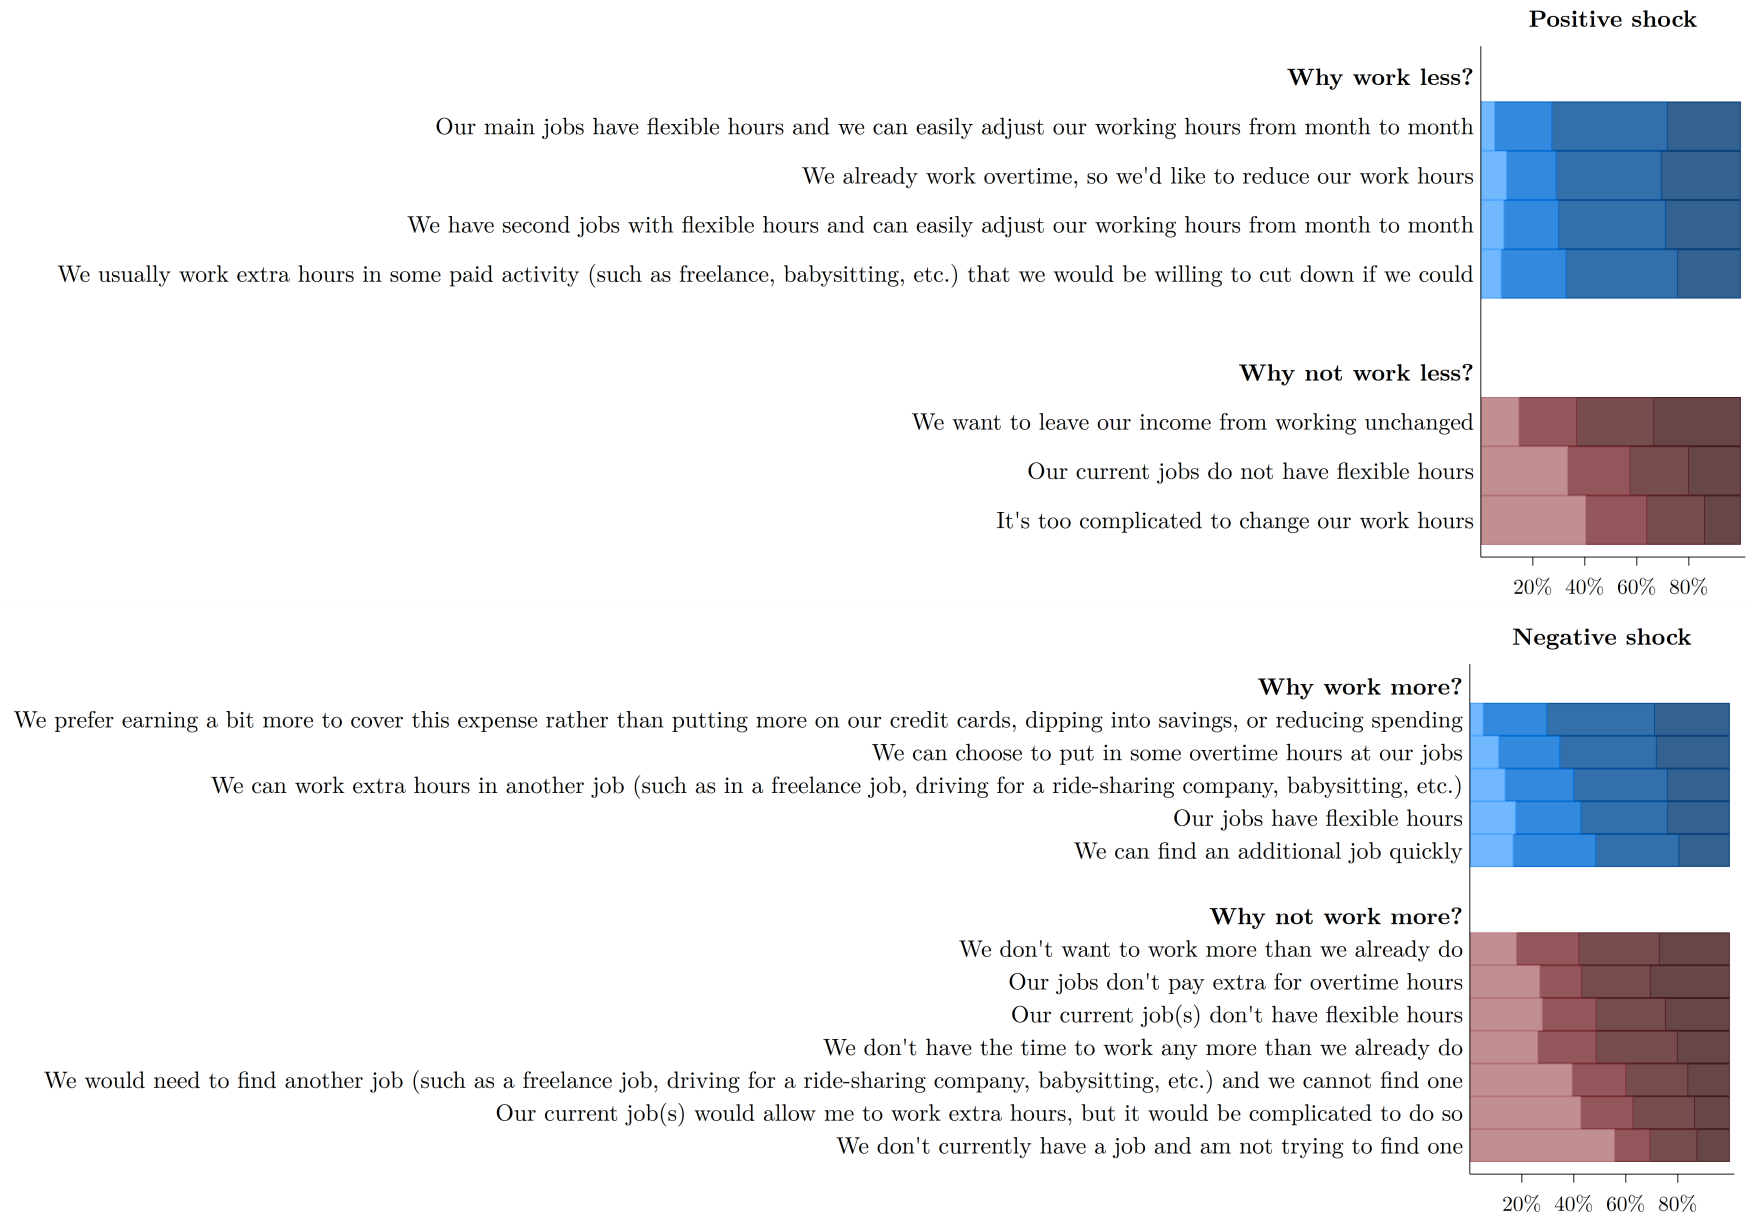 Positive shock
Why work less?
Our main jobs have flexible hours and we can easily adjust our working hours from month to month
We already work overtime, so we'd like to reduce our work hours
We have second jobs with flexible hours and can easily adjust our working hours from month to month
We usually work extra hours in some paid activity (such as freelance, babysitting, etc.) that we would be willing to cut down if we could
Why not work less?
We want to leave our income from working unchanged
Our current jobs do not have flexible hours
It's too complicated to change our work hours
20% 40% 60% 80%
Negative shock
Why work more?
We prefer earning a bit more to cover this expense rather than putting more on our credit cards, dipping into savings, or reducing spending
We can choose to put in some overtime hours at our jobs
We can work extra hours in another job (such as in a freelance job, driving for a ride-sharing company, babysitting, etc.)
Our jobs have flexible hours
We can find an additional job quickly
Why not work more?
We don't want to work more than we already do
Our jobs don't pay extra for overtime hours
Our current job(s) don't have flexible hours
We don't have the time to work any more than we already do
We would need to find another job (such as a freelance job, driving for a ride-sharing company, babysitting, etc.) and we cannot find one
Our current job(s) would allow me to work extra hours, but it would be complicated to do so
We don't currently have a job and am not trying to find one
20% 40% 60% 80%